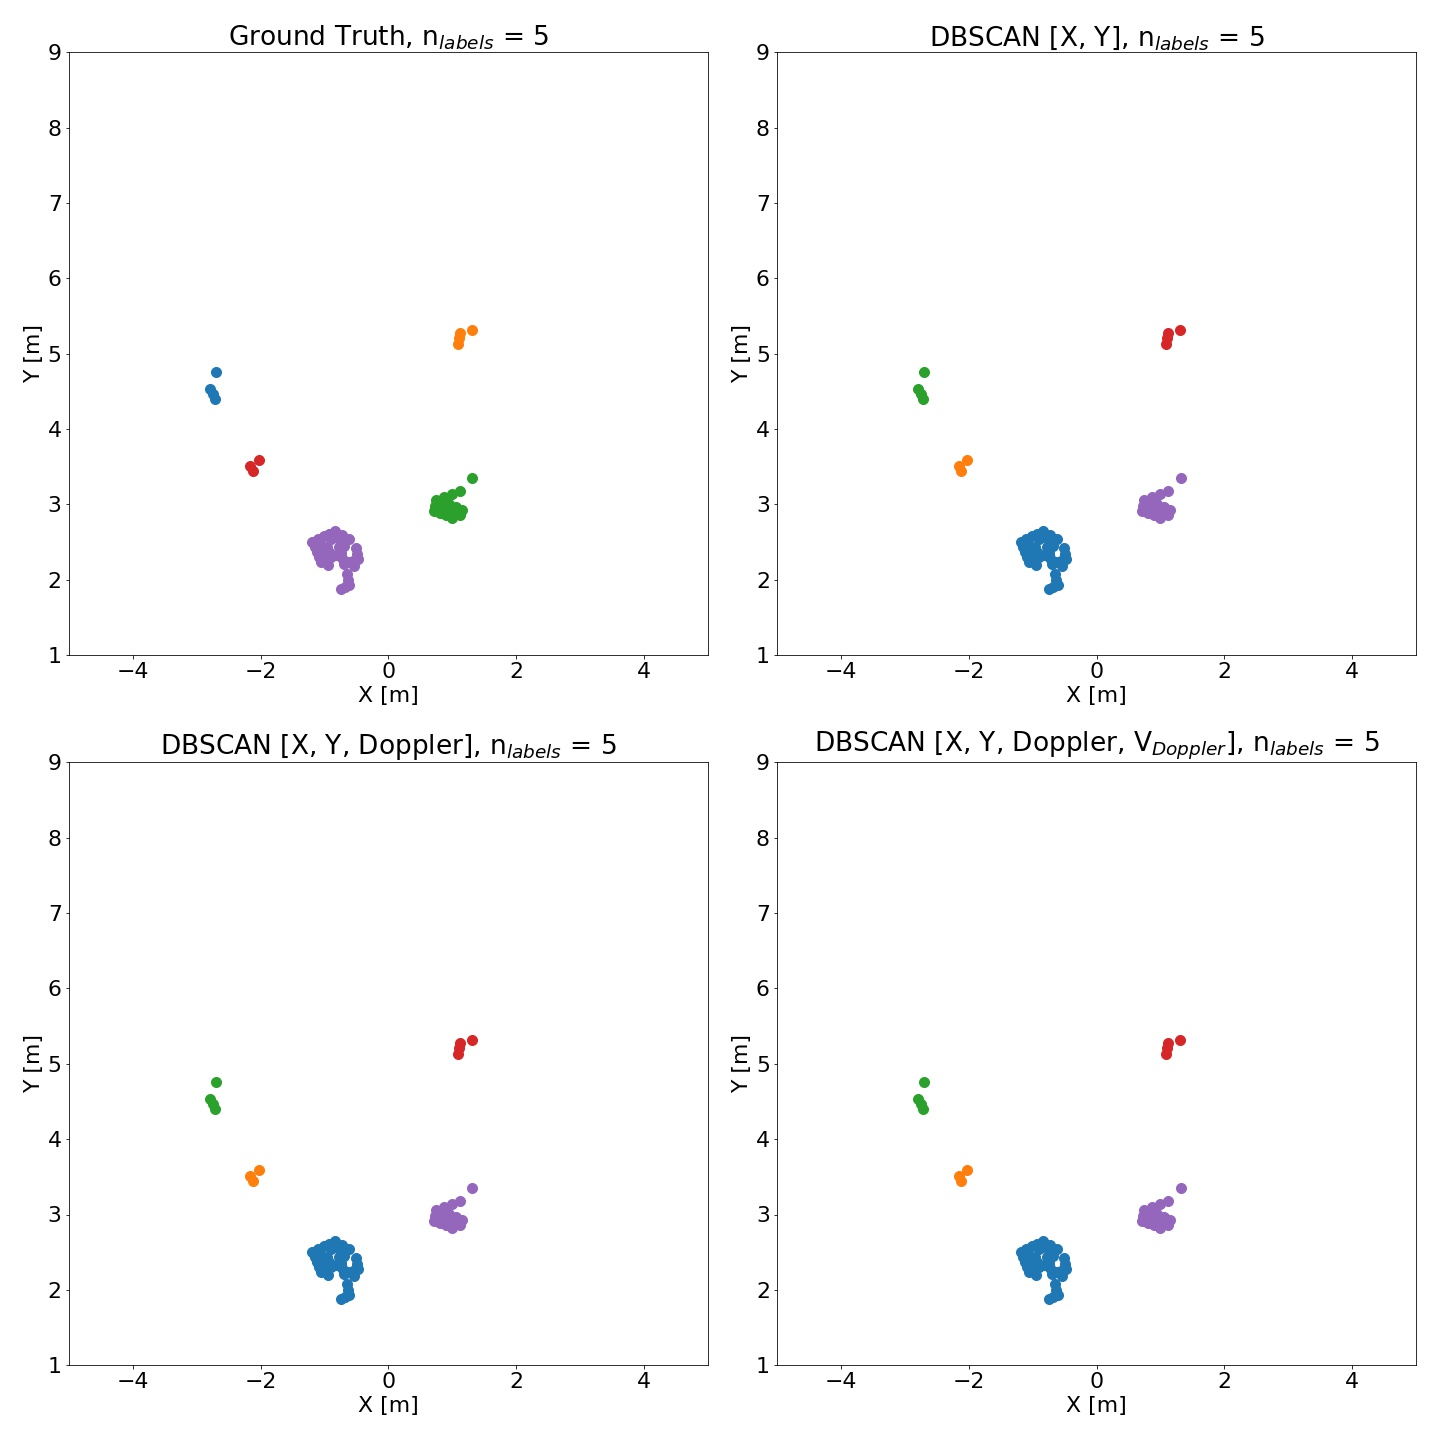 Ground Truth, n_labels = 5
9
8
7
6
5
4
3
2
1
Y [m]
−4 −2 0 2 4
X [m]
DBSCAN [X, Y], n_labels = 5
9
8
7
6
5
4
3
2
1
Y [m]
−4 −2 0 2 4
X [m]
DBSCAN [X, Y, Doppler], n_labels = 5
9
8
7
6
5
4
3
2
1
Y [m]
−4 −2 0 2 4
X [m]
DBSCAN [X, Y, Doppler, V_Doppler], n_labels = 5
9
8
7
6
5
4
3
2
1
Y [m]
−4 −2 0 2 4
X [m]